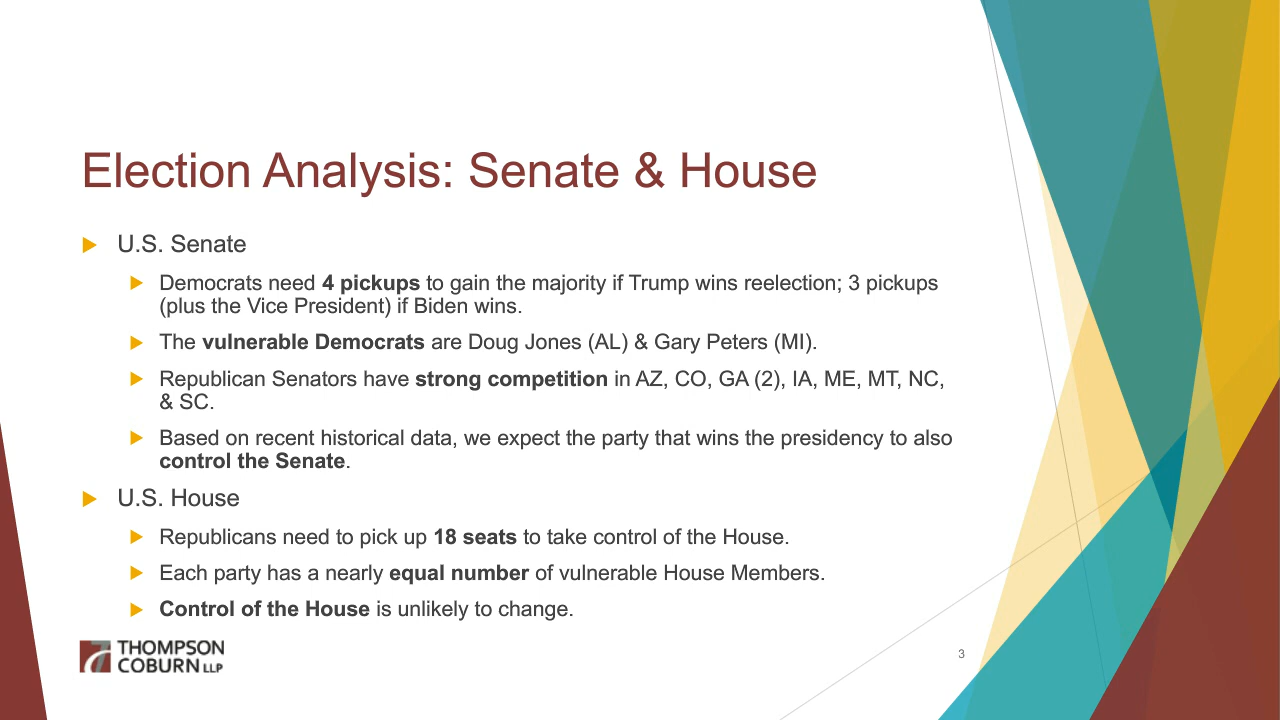 Election Analysis: Senate & House
U.S. Senate
Democrats need 4 pickups to gain the majority if Trump wins reelection; 3 pickups
(plus the Vice President) if Biden wins.
The vulnerable Democrats are Doug Jones (AL) & Gary Peters (MI).
Republican Senators have strong competition in AZ, CO, GA (2), IA, ME, MT, NC,
& SC.
Based on recent historical data, we expect the party that wins the presidency to also
control the Senate.
U.S. House
Republicans need to pick up 18 seats to take control of the House.
Each party has a nearly equal number of vulnerable House Members.
Control of the House is unlikely to change.
THOMPSON
COBURN LLP
3